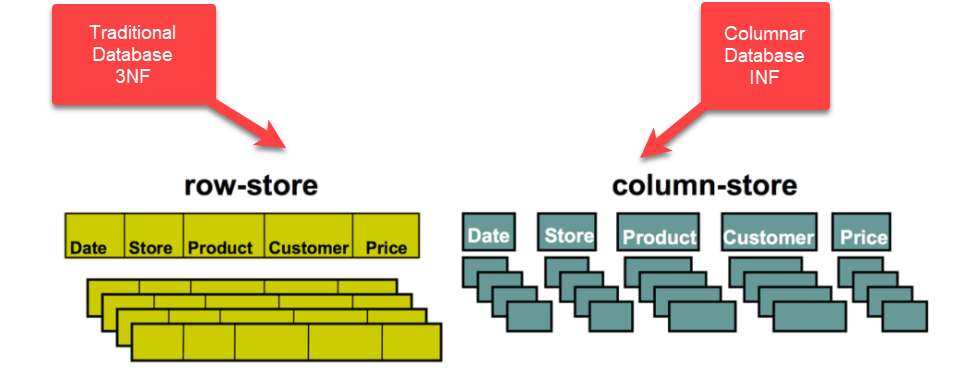 Traditional
Database
3NF
Columnar
Database
INF
row-store
column-store
Date Store Product Customer Price
Date Store Product Customer Price